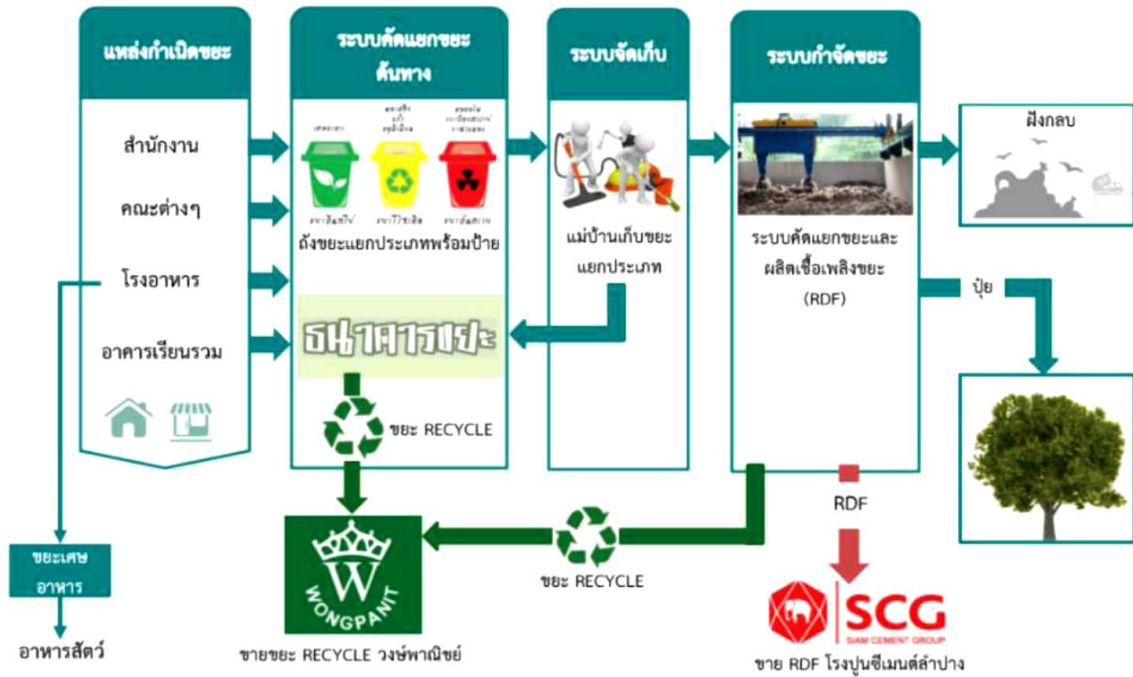 แหล่งกำเนิดขยะ
ระบบคัดแยกขยะ
ต้นทาง
ระบบจัดเก็บ
ระบบกำจัดขยะ
สำนักงาน
คณะต่างๆ
โรงอาหาร
อาคารเรียนรวม
ถังขยะแยกประเภทพร้อมป้าย
ธนาคารขยะ
ขยะ RECYCLE
แม่บ้านเก็บขยะ
แยกประเภท
ระบบคัดแยกขยะและ
ผลิตเชื้อเพลิงขยะ
(RDF)
ฝังกลบ
ปุ๋ย
RDF
ขยะ RECYCLE
ขยะเศษ
อาหาร
อาหารสัตว์
W
WONGPANIT
ขายขยะ RECYCLE วงษ์พาณิชย์
SCG
SIAM CEMENT GROUP
ขาย RDF โรงปูนซีเมนต์ลำปาง